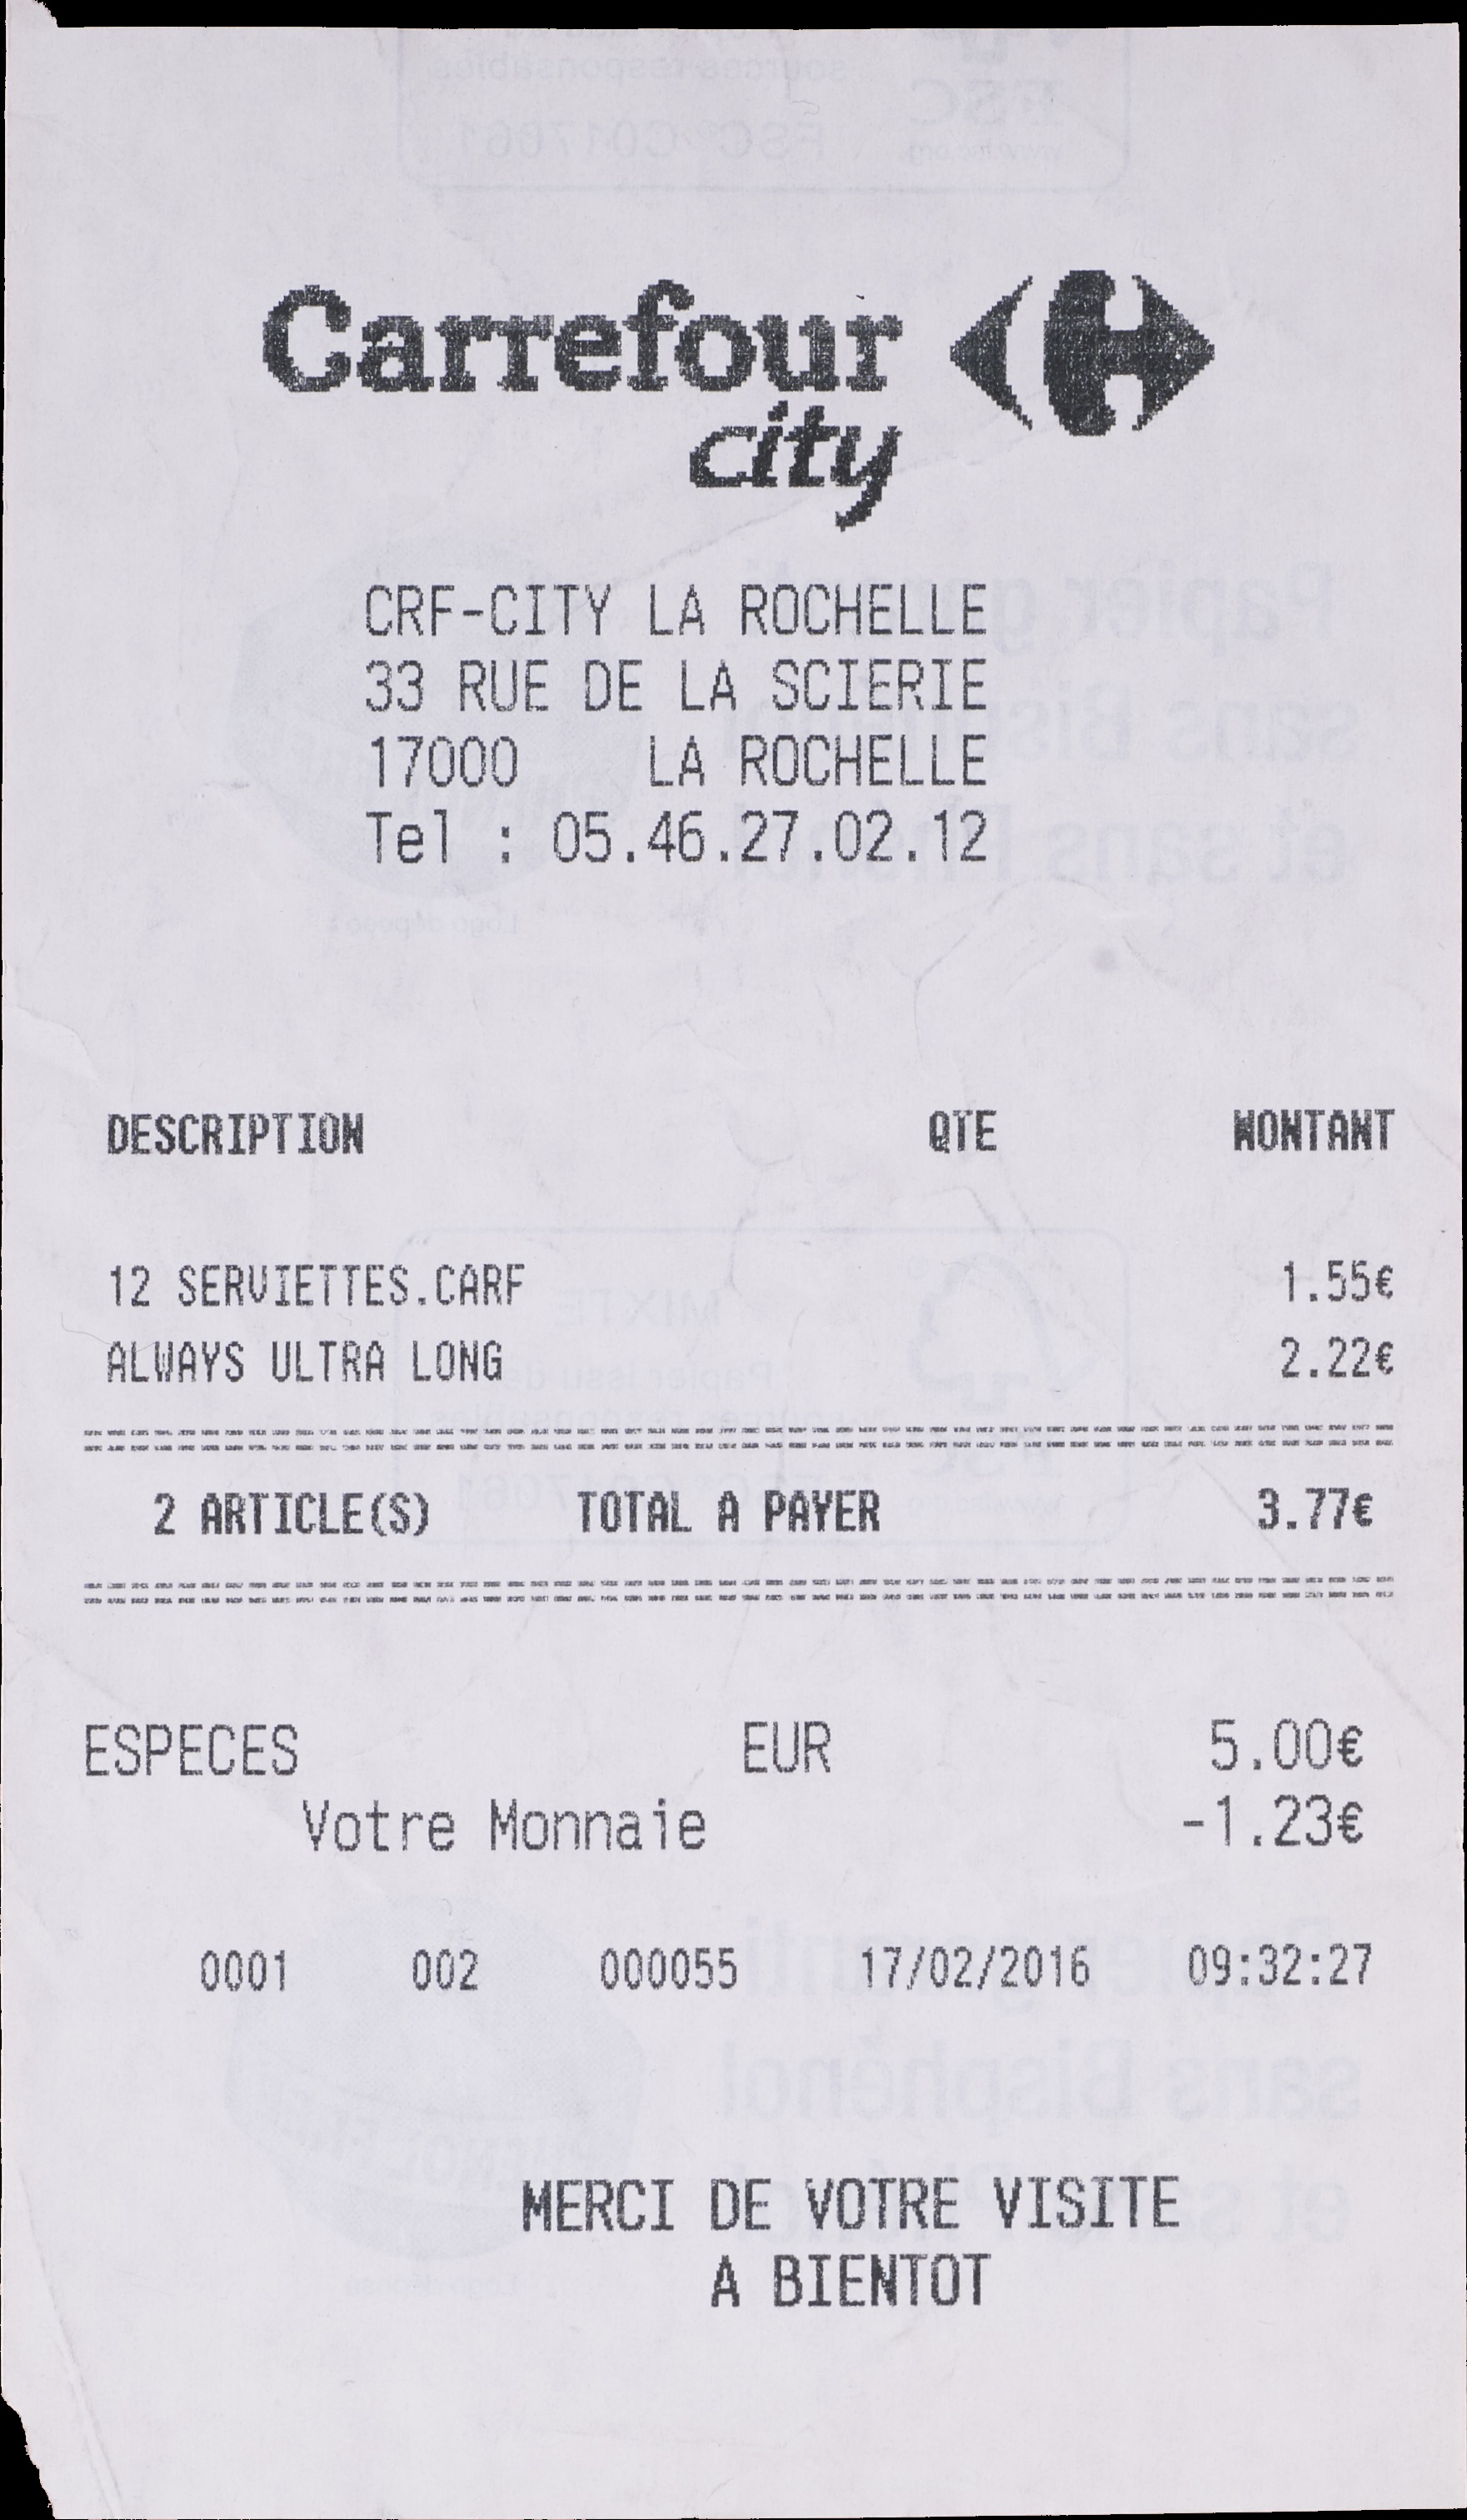 Carrefour
city
CRF-CITY LA ROCHELLE
33 RUE DE LA SCIERIE
17000 LA ROCHELLE
Tel : 05.46.27.02.12
DESCRIPTION QTE MONTANT
12 SERVIETTES.CARF 1.55€
ALWAYS ULTRA LONG 2.22€
2 ARTICLE(S) TOTAL A PAYER 3.77€
ESPECES EUR 5.00€
Votre Monnaie -1.23€
0001 002 000055 17/02/2016 09:32:27
MERCI DE VOTRE VISITE
A BIENTOT